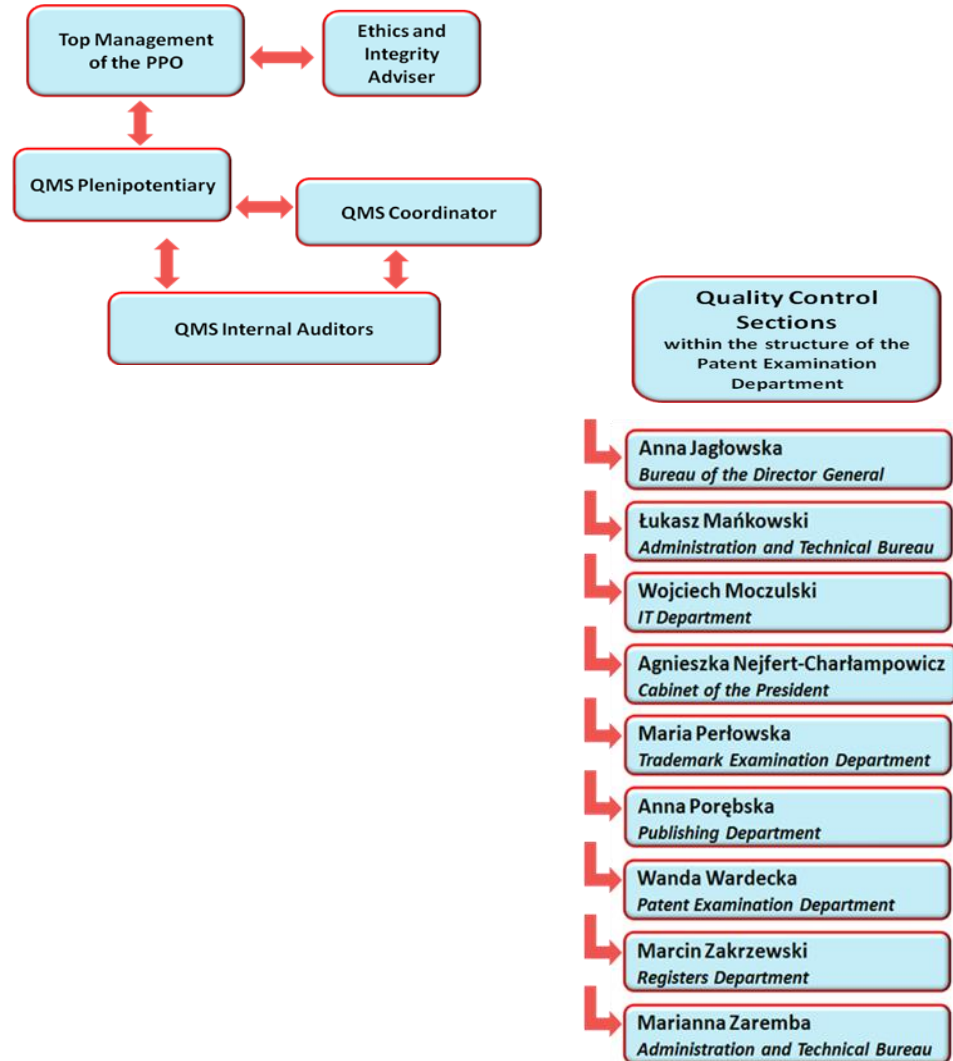 Top Management
of the PPO
Ethics and
Integrity
Adviser
QMS Plenipotentiary
QMS Coordinator
QMS Internal Auditors
Quality Control
Sections
within the structure of the
Patent Examination
Department
Anna Jagłowska
Bureau of the Director General
Łukasz Mańkowski
Administration and Technical Bureau
Wojciech Moczulski
IT Department
Agnieszka Nejfert-Charłampowicz
Cabinet of the President
Maria Perłowska
Trademark Examination Department
Anna Porębska
Publishing Department
Wanda Wardecka
Patent Examination Department
Marcin Zakrzewski
Registers Department
Marianna Zaremba
Administration and Technical Bureau